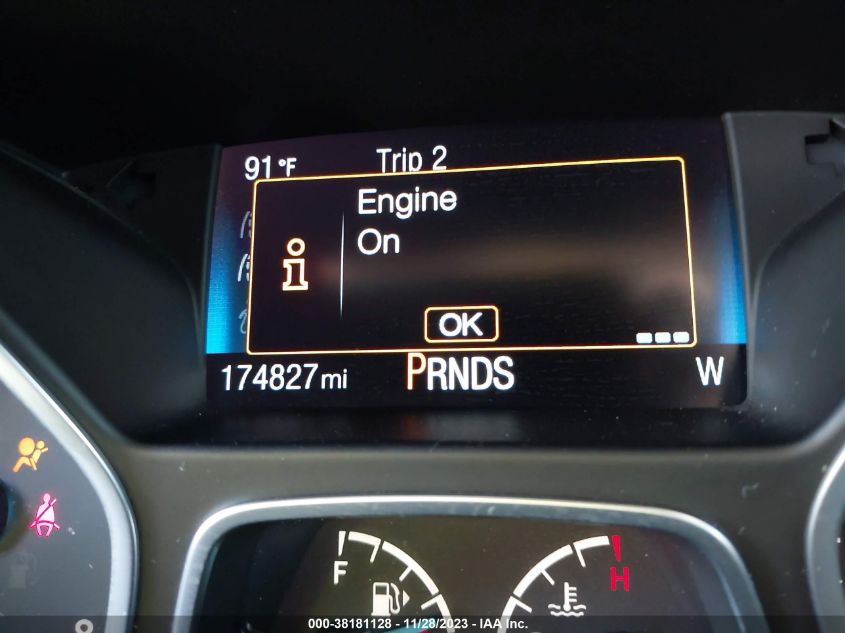 91°F Trip 2
Engine
On
OK
174827 mi PRNDS W
F H
000-38181128 - 11/28/2023 - IAA Inc.